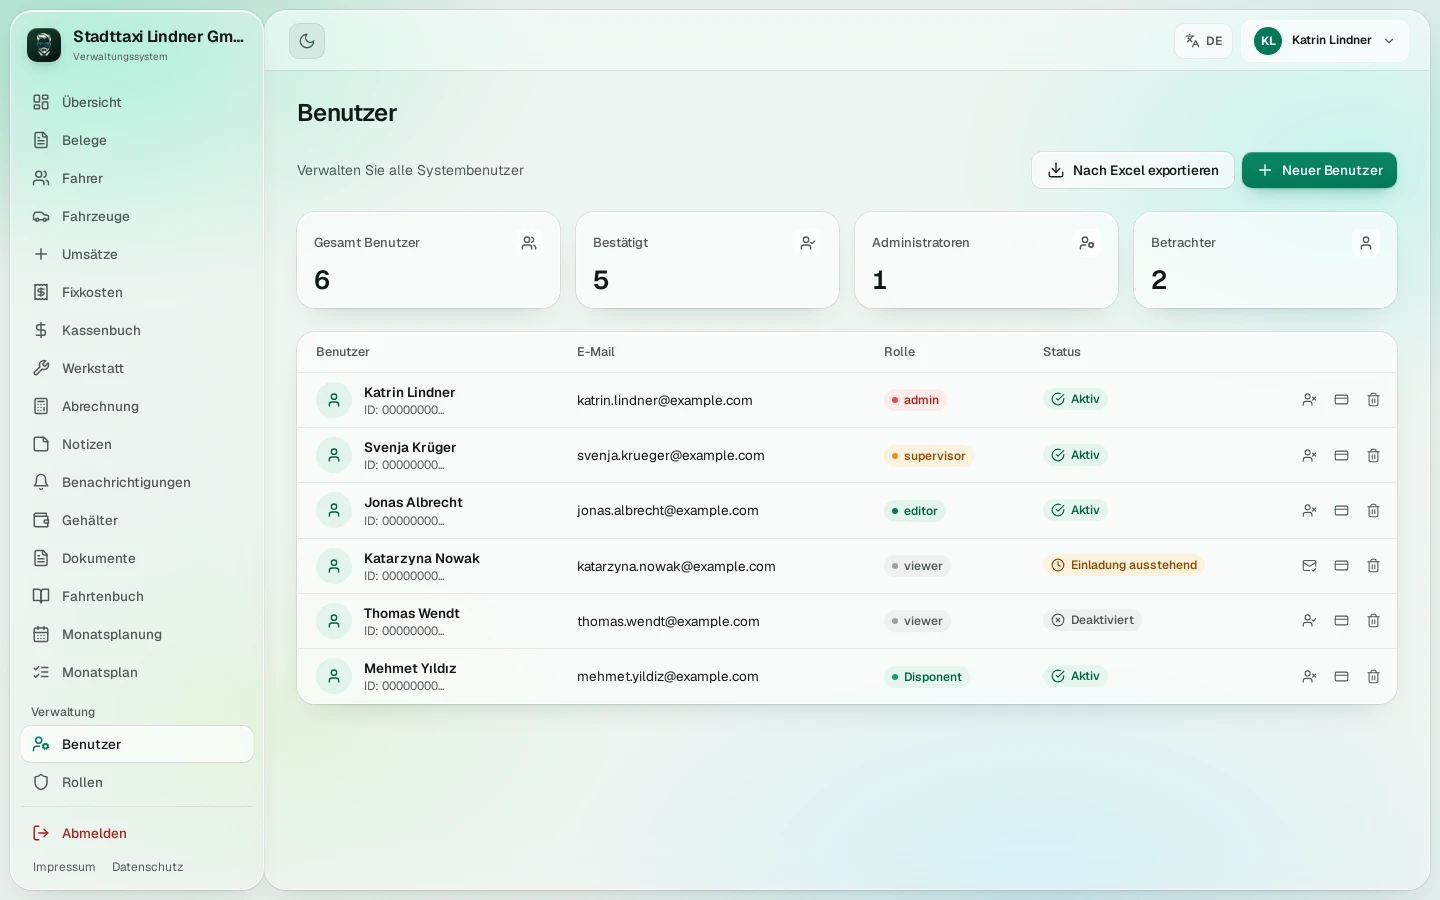 Stadttaxi Lindner Gm...
Verwaltungssystem
DE
KL
Katrin Lindner
Übersicht
Belege
Fahrer
Fahrzeuge
Umsätze
Fixkosten
Kassenbuch
Werkstatt
Abrechnung
Notizen
Benachrichtigungen
Gehälter
Dokumente
Fahrtenbuch
Monatsplanung
Monatsplan
Verwaltung
Benutzer
Rollen
Abmelden
Impressum Datenschutz
Benutzer
Verwalten Sie alle Systembenutzer
Nach Excel exportieren
Neuer Benutzer
Gesamt Benutzer
6
Bestätigt
5
Administratoren
1
Betrachter
2
Benutzer E-Mail Rolle Status
Katrin Lindner
ID: 00000000...
katrin.lindner@example.com admin Aktiv
Svenja Krüger
ID: 00000000...
svenja.krueger@example.com supervisor Aktiv
Jonas Albrecht
ID: 00000000...
jonas.albrecht@example.com editor Aktiv
Katarzyna Nowak
ID: 00000000...
katarzyna.nowak@example.com viewer Einladung ausstehend
Thomas Wendt
ID: 00000000...
thomas.wendt@example.com viewer Deaktiviert
Mehmet Yıldız
ID: 00000000...
mehmet.yildiz@example.com Disponent Aktiv